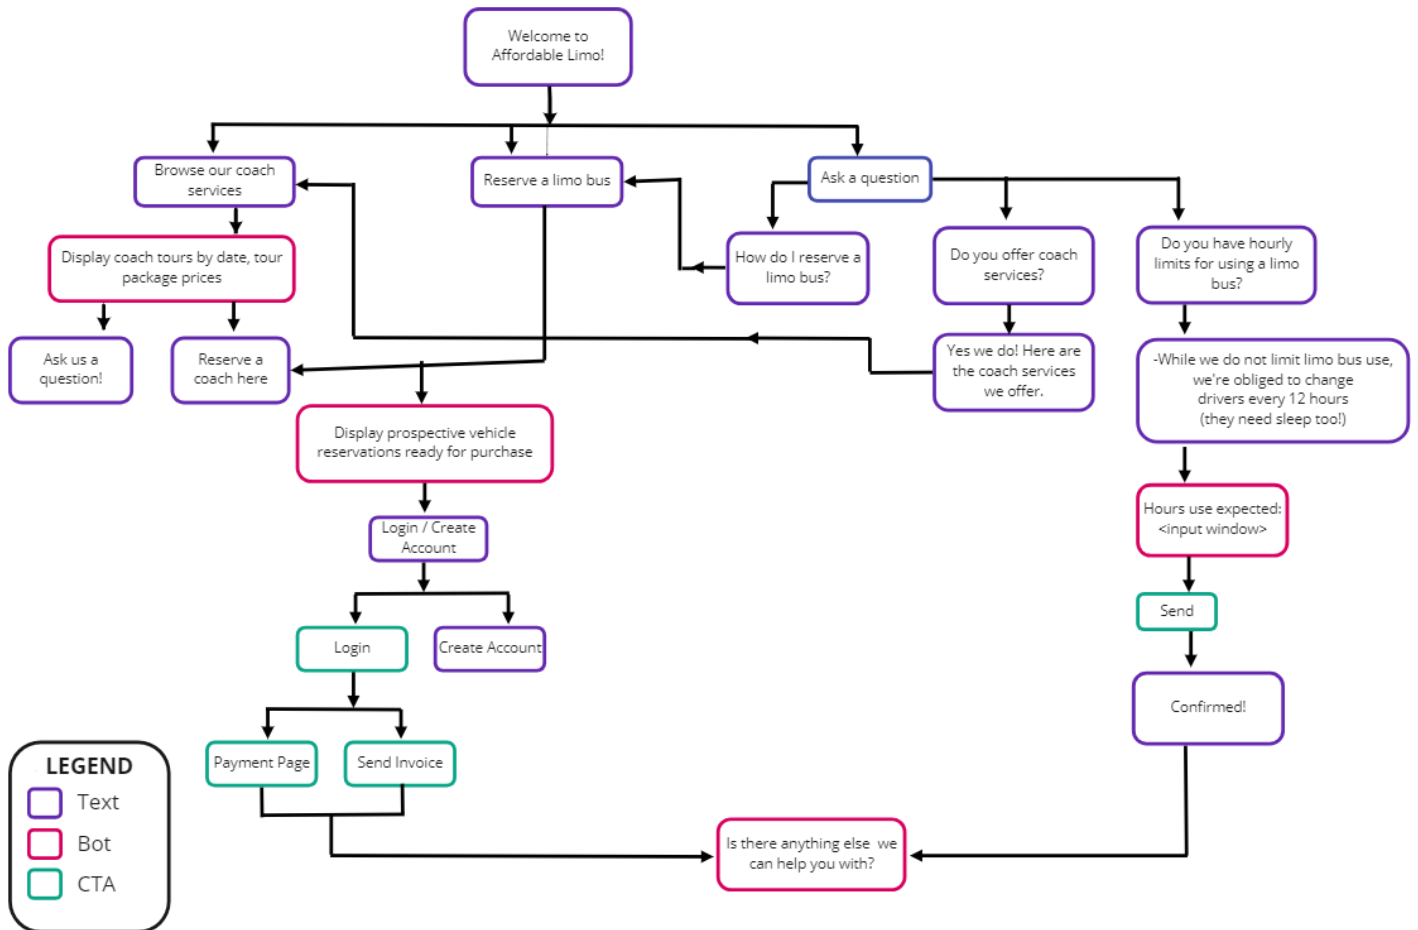 Welcome to
Affordable Limo!
Browse our coach
services
Reserve a limo bus
Ask a question
Display coach tours by date, tour
package prices
How do I reserve a
limo bus?
Do you offer coach
services?
Do you have hourly
limits for using a limo
bus?
Ask us a
question!
Reserve a
coach here
Yes we do! Here are
the coach services
we offer.
-While we do not limit limo bus use,
we're obliged to change
drivers every 12 hours
(they need sleep too!)
Display prospective vehicle
reservations ready for purchase
Hours use expected:
<input window>
Login / Create
Account
Send
Login
Create Account
Confirmed!
Payment Page
Send Invoice
LEGEND
Text
Bot
CTA
Is there anything else we
can help you with?